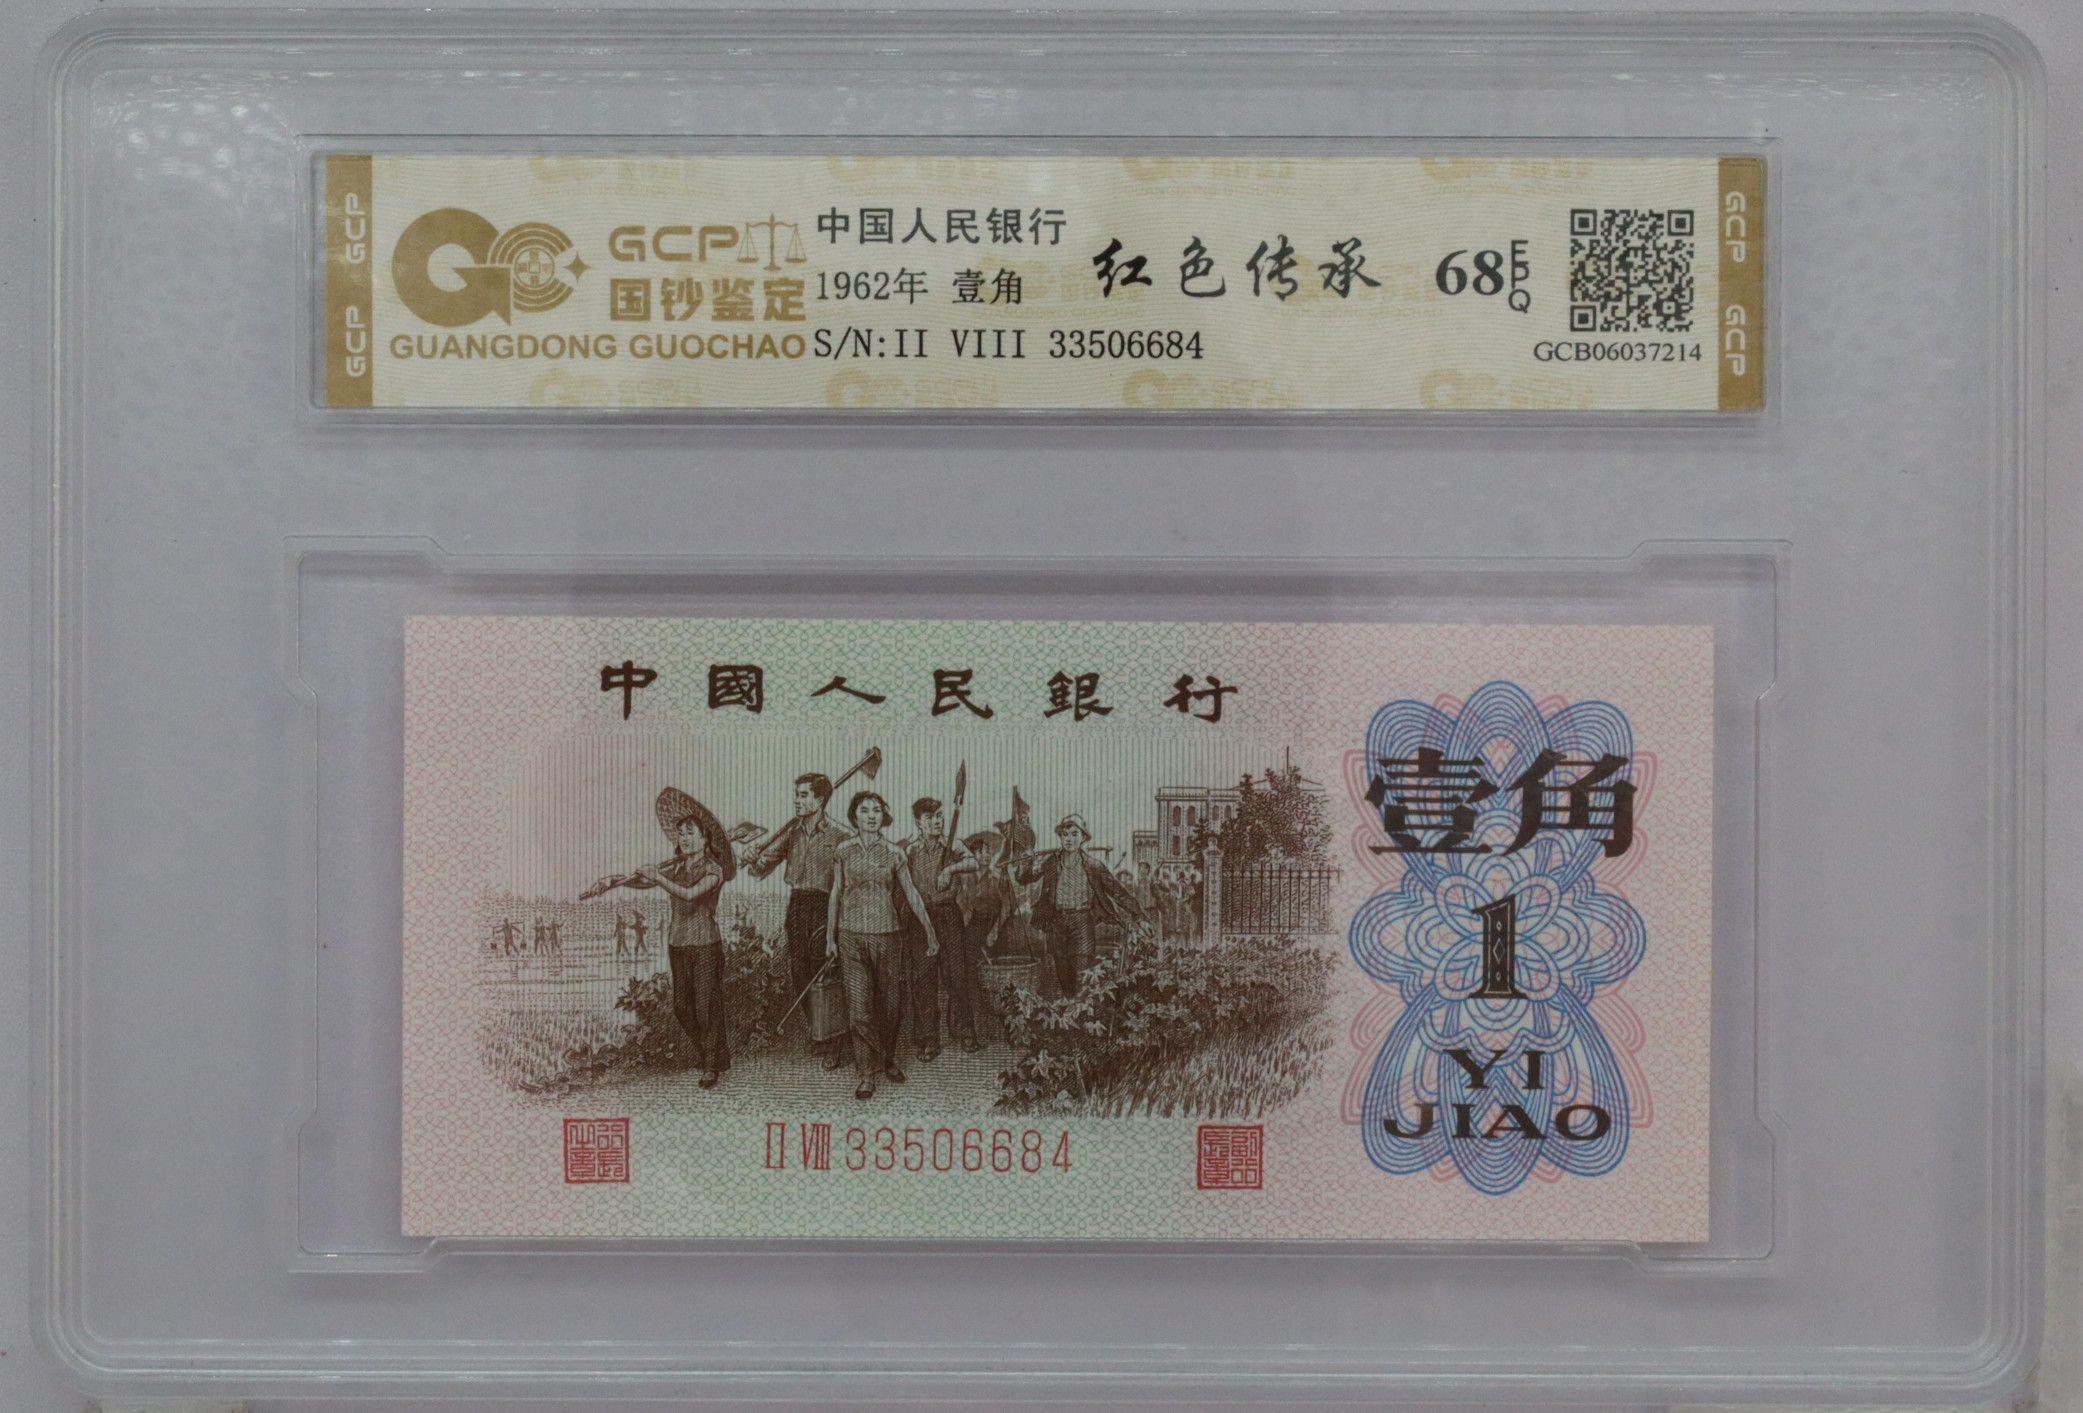 GCP
GCP
GCP
国钞鉴定
GUANGDONG GUOCHAO
中国人民银行
1962年 壹角
S/N:II VIII 33506684
红色传承
68 EPQ
GCB06037214
GCP
GCP
中國人民銀行
壹角
1
YI
JIAO
II VIII 33506684